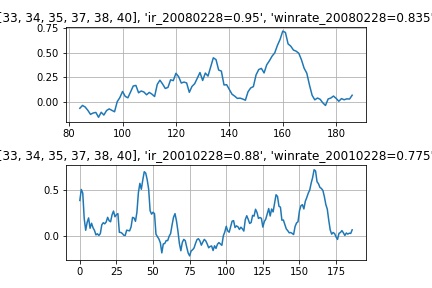 [33, 34, 35, 37, 38, 40], 'ir_20080228=0.95', 'winrate_20080228=0.835'
0.75
0.50
0.25
0.00
80 100 120 140 160 180
[33, 34, 35, 37, 38, 40], 'ir_20010228=0.88', 'winrate_20010228=0.775'
0.5
0.0
0 25 50 75 100 125 150 175